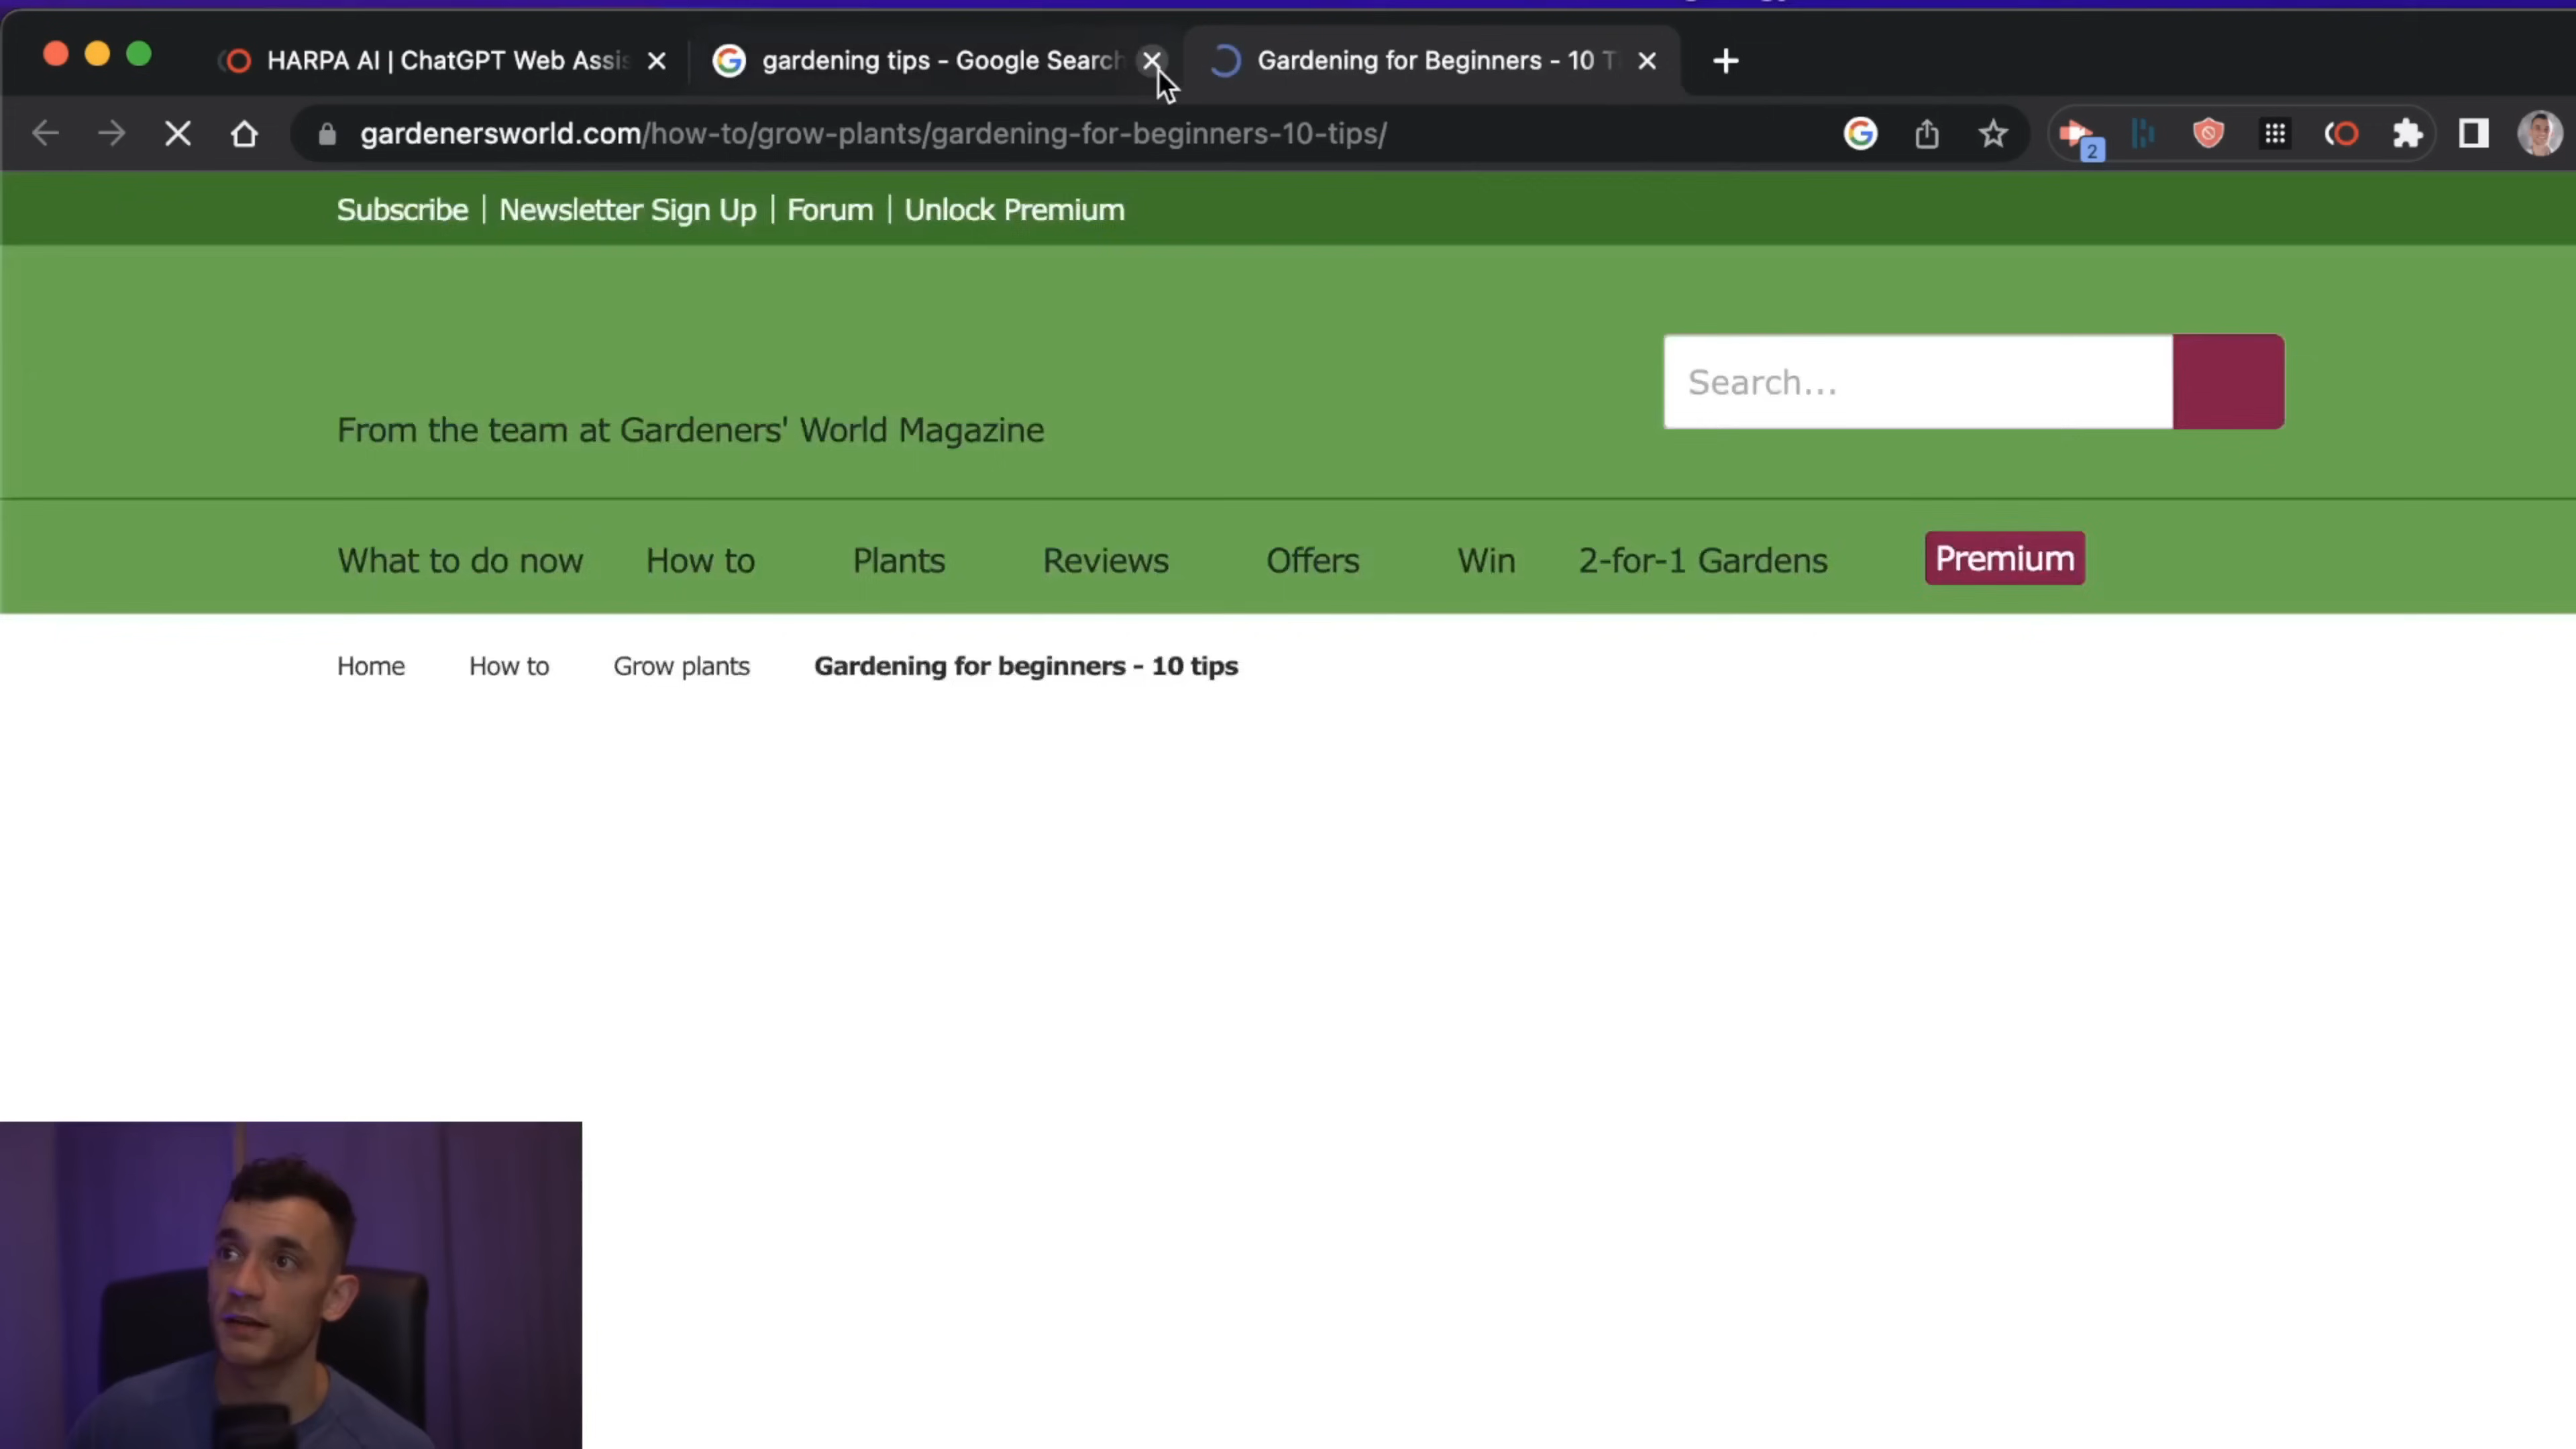 HARPA AI | ChatGPT Web Assis
gardening tips - Google Search
Gardening for Beginners - 10 T
gardenersworld.com/how-to/grow-plants/gardening-for-beginners-10-tips/
2
Subscribe | Newsletter Sign Up | Forum | Unlock Premium
Search...
From the team at Gardeners' World Magazine
What to do now How to Plants Reviews Offers Win 2-for-1 Gardens Premium
Home How to Grow plants Gardening for beginners - 10 tips